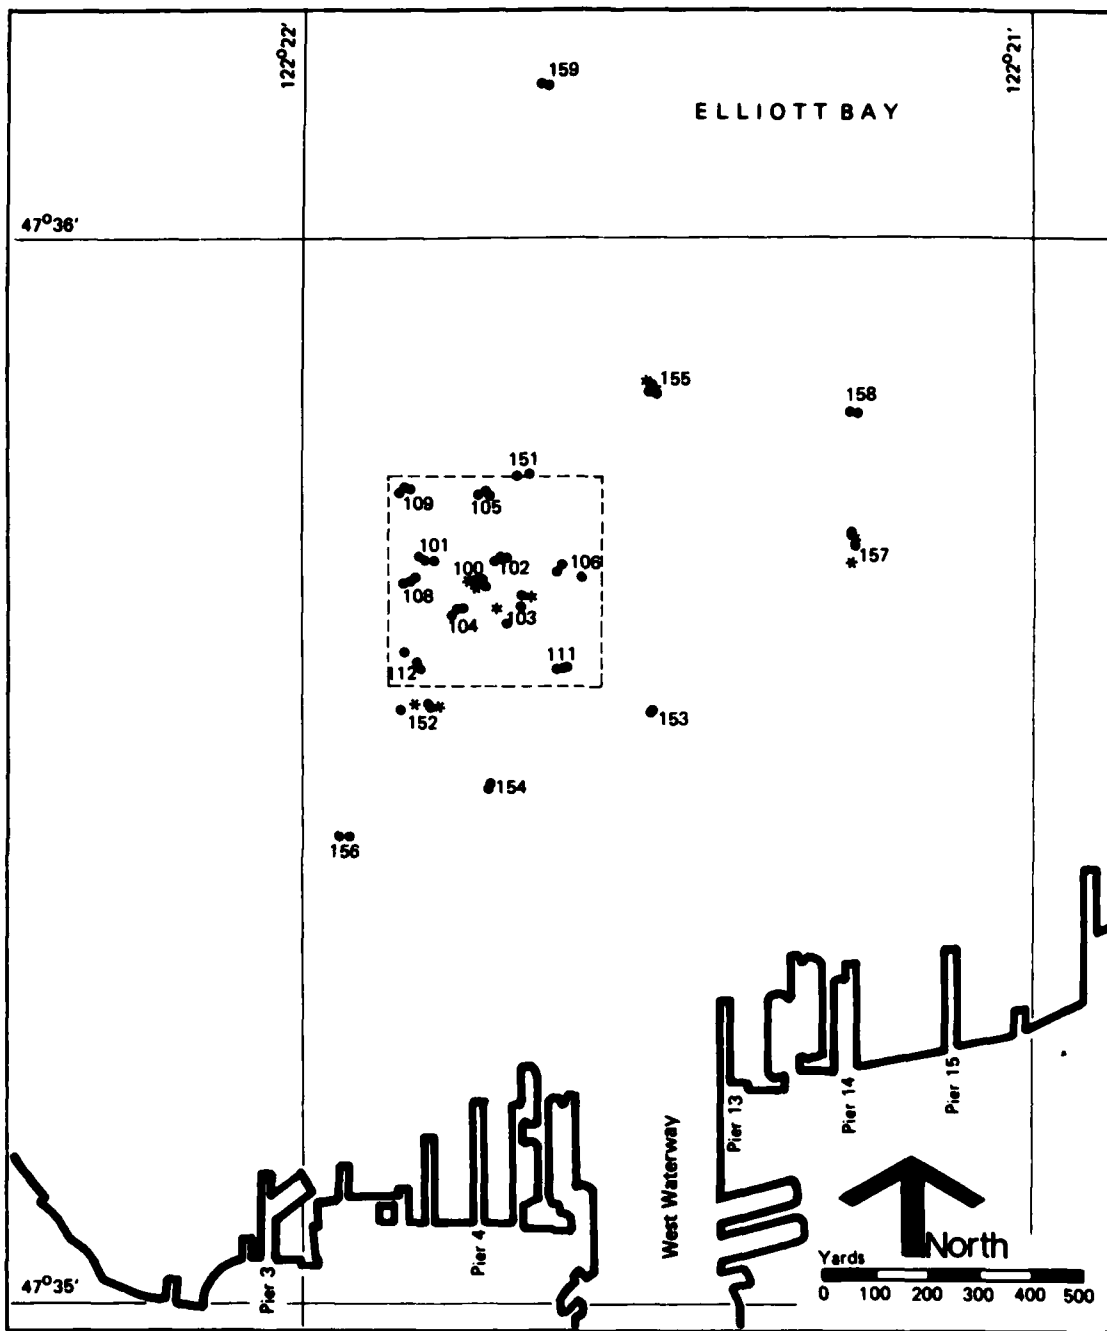 122°22'
122°21'
159
ELLIOTT BAY
47°36'
155
158
151
109
105
101
100
102
106
157
108
104
103
112
111
152
153
154
156
Pier 13
Pier 14
Pier 15
West Waterway
Pier 4
Pier 3
North
Yards
0 100 200 300 400 500
47°35'